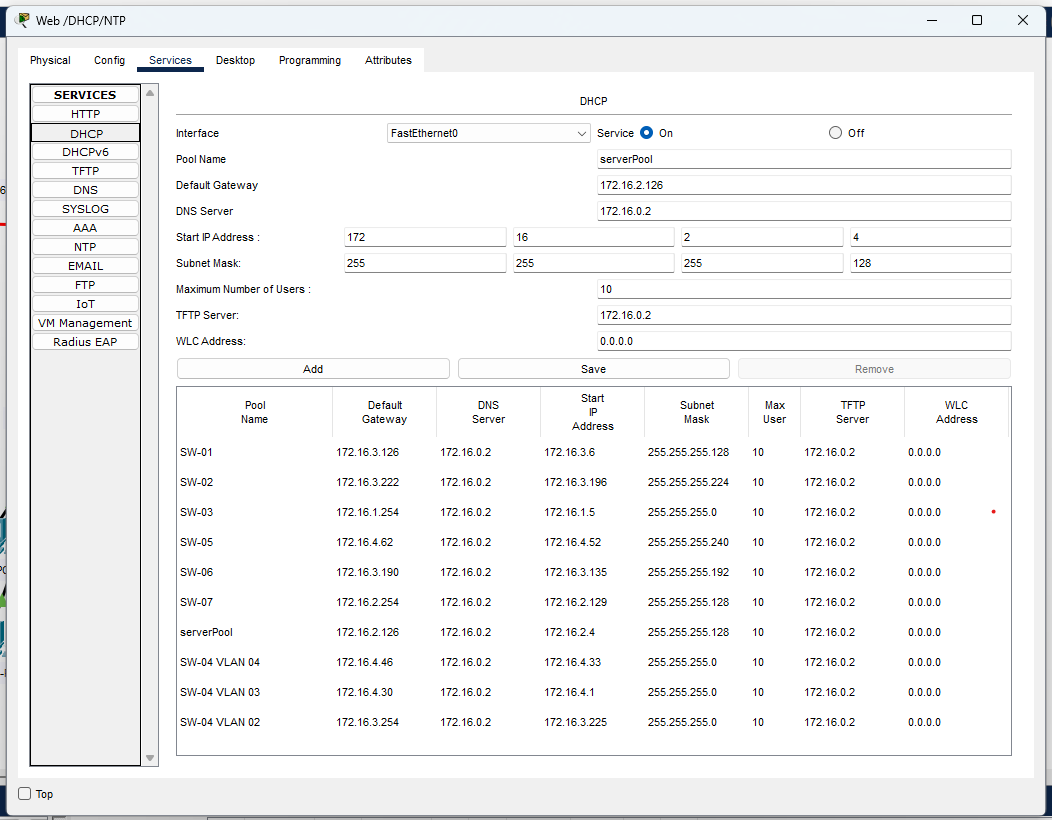 Web /DHCP/NTP
Physical Config Services Desktop Programming Attributes
SERVICES
HTTP
DHCP
DHCPv6
TFTP
DNS
SYSLOG
AAA
NTP
EMAIL
FTP
IoT
VM Management
Radius EAP
DHCP
Interface FastEthernet0 Service On Off
Pool Name serverPool
Default Gateway 172.16.2.126
DNS Server 172.16.0.2
Start IP Address : 172 16 2 4
Subnet Mask: 255 255 255 128
Maximum Number of Users : 10
TFTP Server: 172.16.0.2
WLC Address: 0.0.0.0
Add Save Remove
Pool Name Default Gateway DNS Server Start IP Address Subnet Mask Max User TFTP Server WLC Address
SW-01 172.16.3.126 172.16.0.2 172.16.3.6 255.255.255.128 10 172.16.0.2 0.0.0.0
SW-02 172.16.3.222 172.16.0.2 172.16.3.196 255.255.255.224 10 172.16.0.2 0.0.0.0
SW-03 172.16.1.254 172.16.0.2 172.16.1.5 255.255.255.0 10 172.16.0.2 0.0.0.0
SW-05 172.16.4.62 172.16.0.2 172.16.4.52 255.255.255.240 10 172.16.0.2 0.0.0.0
SW-06 172.16.3.190 172.16.0.2 172.16.3.135 255.255.255.192 10 172.16.0.2 0.0.0.0
SW-07 172.16.2.254 172.16.0.2 172.16.2.129 255.255.255.128 10 172.16.0.2 0.0.0.0
serverPool 172.16.2.126 172.16.0.2 172.16.2.4 255.255.255.128 10 172.16.0.2 0.0.0.0
SW-04 VLAN 04 172.16.4.46 172.16.0.2 172.16.4.33 255.255.255.0 10 172.16.0.2 0.0.0.0
SW-04 VLAN 03 172.16.4.30 172.16.0.2 172.16.4.1 255.255.255.0 10 172.16.0.2 0.0.0.0
SW-04 VLAN 02 172.16.3.254 172.16.0.2 172.16.3.225 255.255.255.0 10 172.16.0.2 0.0.0.0
Top